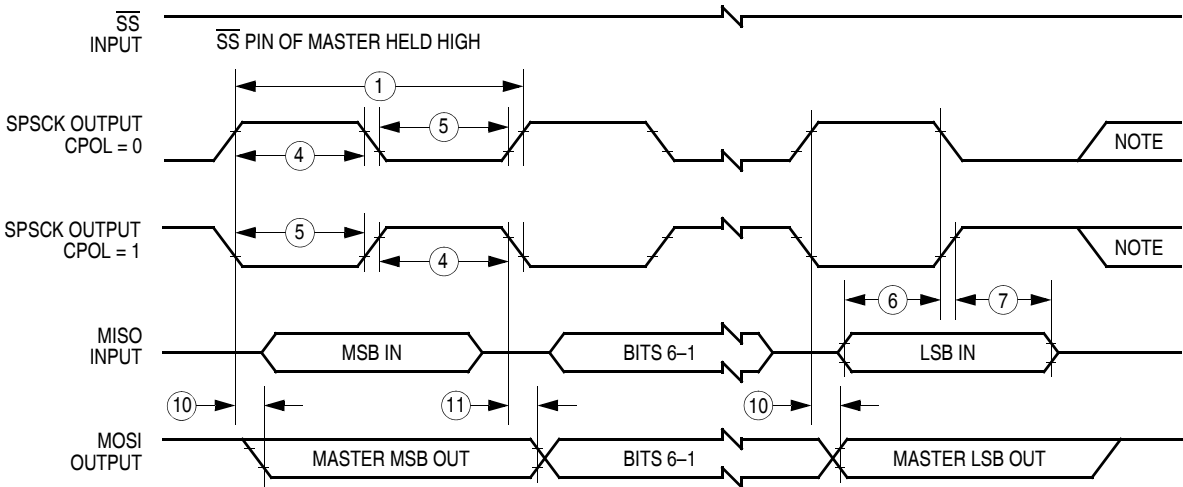 SS
INPUT
SS PIN OF MASTER HELD HIGH
1
SPSCK OUTPUT
CPOL = 0
5
4
NOTE
SPSCK OUTPUT
CPOL = 1
5
4
NOTE
6
7
MISO
INPUT
MSB IN
BITS 6–1
LSB IN
10
11
10
MOSI
OUTPUT
MASTER MSB OUT
BITS 6–1
MASTER LSB OUT